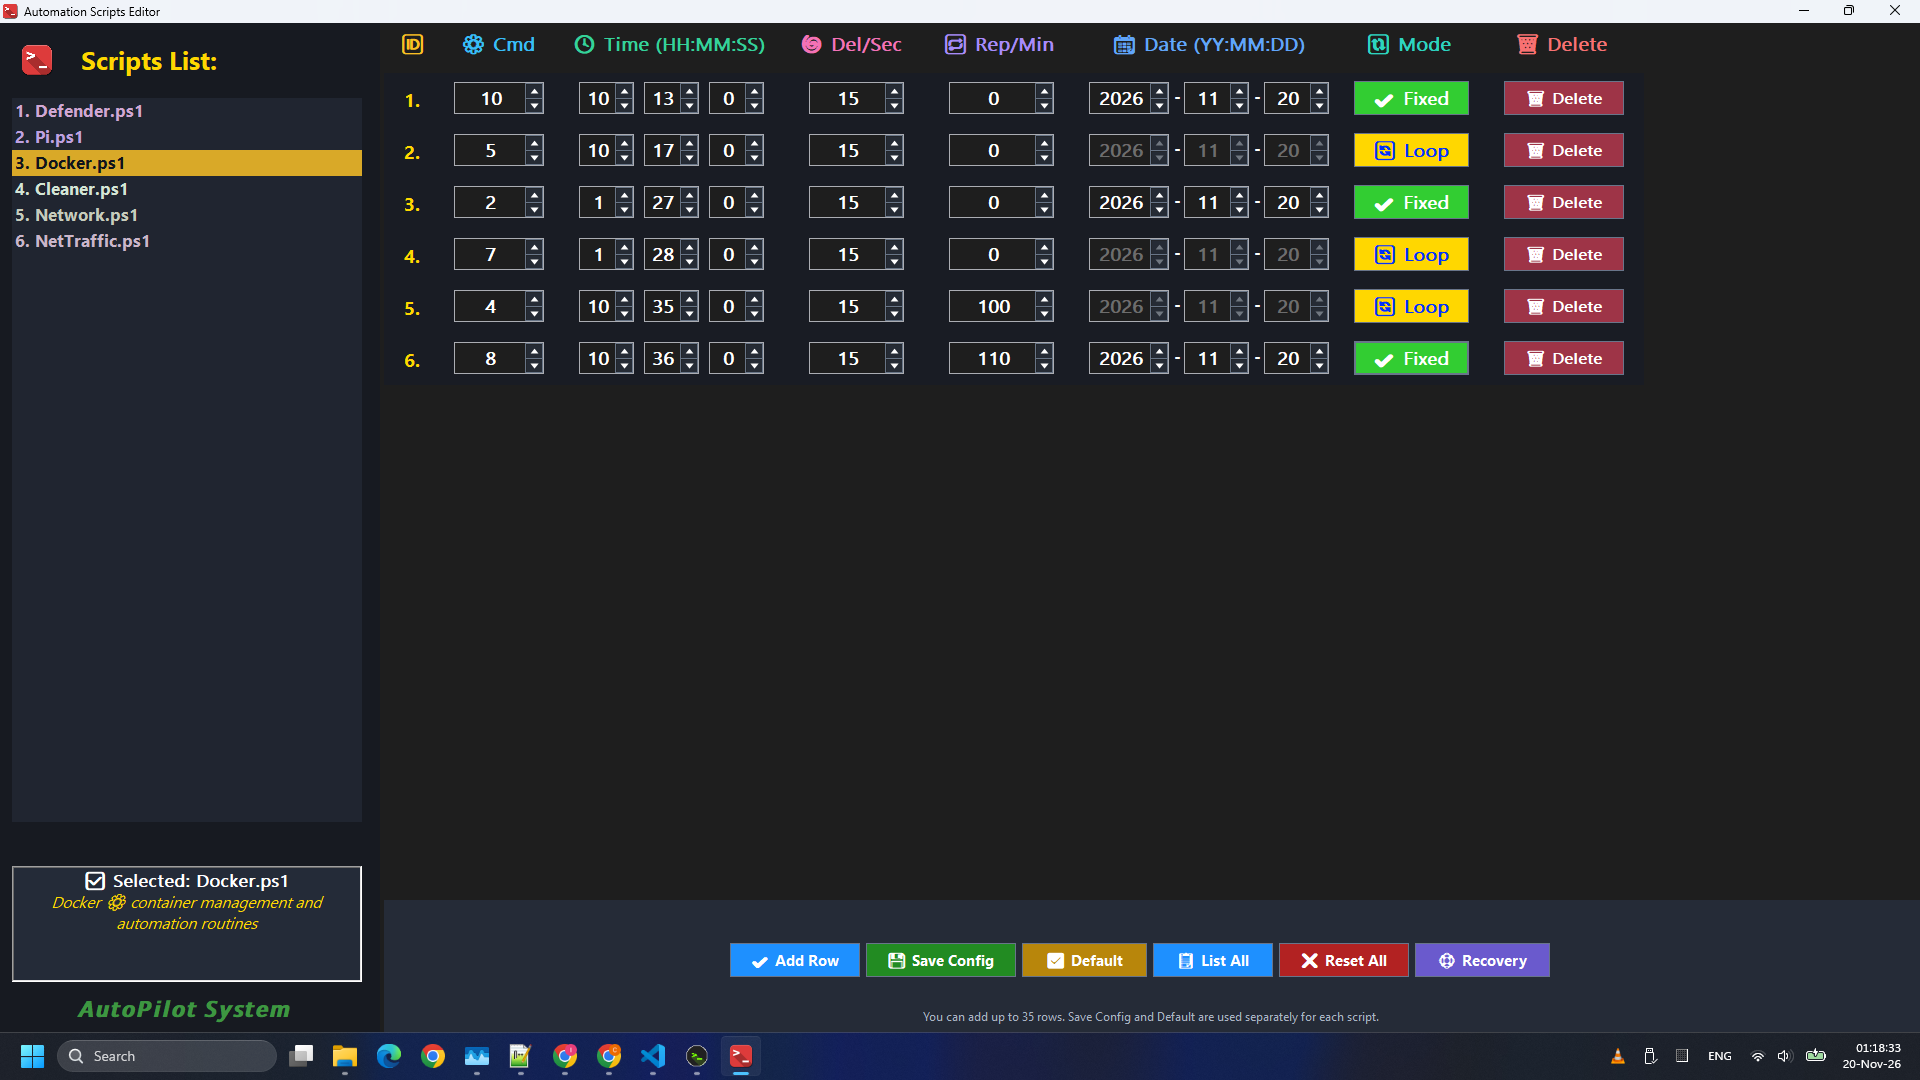 Automation Scripts Editor
Scripts List:
1. Defender.ps1
2. Pi.ps1
3. Docker.ps1
4. Cleaner.ps1
5. Network.ps1
6. NetTraffic.ps1
ID Cmd Time (HH:MM:SS) Del/Sec Rep/Min Date (YY:MM:DD) Mode Delete
1. 10 10 13 0 15 0 2026 - 11 - 20 Fixed Delete
2. 5 10 17 0 15 0 2026 - 11 - 20 Loop Delete
3. 2 1 27 0 15 0 2026 - 11 - 20 Fixed Delete
4. 7 1 28 0 15 0 2026 - 11 - 20 Loop Delete
5. 4 10 35 0 15 100 2026 - 11 - 20 Loop Delete
6. 8 10 36 0 15 110 2026 - 11 - 20 Fixed Delete
Selected: Docker.ps1
Docker container management and
automation routines
AutoPilot System
Add Row Save Config Default List All Reset All Recovery
You can add up to 35 rows. Save Config and Default are used separately for each script.
Search
ENG
01:18:33
20-Nov-26